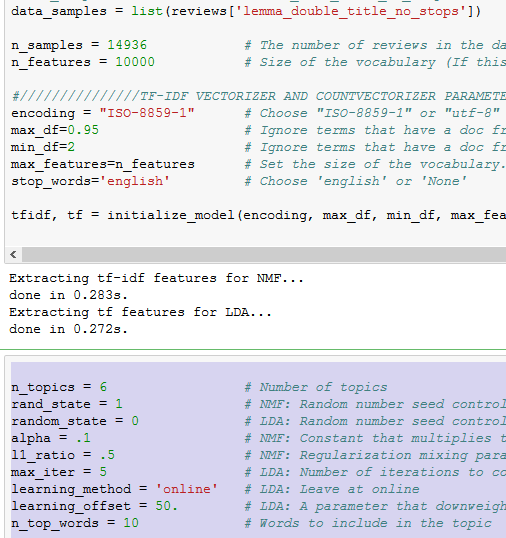 data_samples = list(reviews['lemma_double_title_no_stops'])
n_samples = 14936 # The number of reviews in the da
n_features = 10000 # Size of the vocabulary (If this
#///////////////TF-IDF VECTORIZER AND COUNTVECTORIZER PARAMETE
encoding = "ISO-8859-1" # Choose "ISO-8859-1" or "utf-8"
max_df=0.95 # Ignore terms that have a doc fr
min_df=2 # Ignore terms that have a doc fr
max_features=n_features # Set the size of the vocabulary.
stop_words='english' # Choose 'english' or 'None'
tfidf, tf = initialize_model(encoding, max_df, min_df, max_fea
Extracting tf-idf features for NMF...
done in 0.283s.
Extracting tf features for LDA...
done in 0.272s.
n_topics = 6 # Number of topics
rand_state = 1 # NMF: Random number seed control
random_state = 0 # LDA: Random number seed control
alpha = .1 # NMF: Constant that multiplies t
l1_ratio = .5 # NMF: Regularization mixing para
max_iter = 5 # LDA: Number of iterations to co
learning_method = 'online' # LDA: Leave at online
learning_offset = 50. # LDA: A parameter that downweigh
n_top_words = 10 # Words to include in the topic